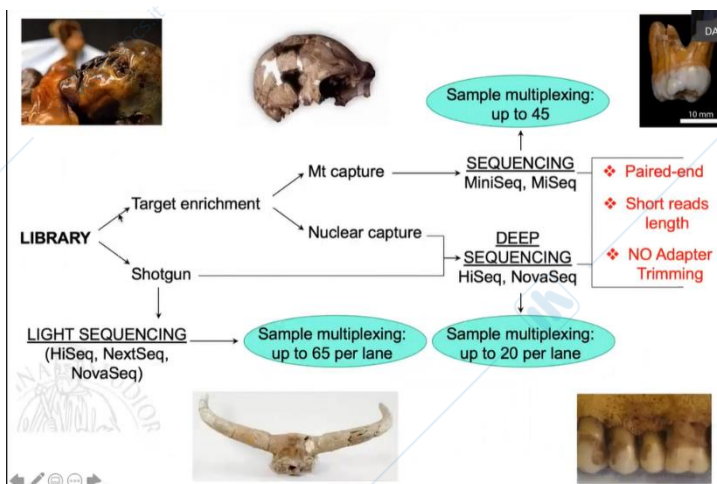 DA
10 mm
Sample multiplexing:
up to 45
Mt capture
SEQUENCING
MiniSeq, MiSeq
❖ Paired-end
❖ Short reads
length
❖ NO Adapter
Trimming
Target enrichment
Nuclear capture
LIBRARY
DEEP
SEQUENCING
HiSeq, NovaSeq
Shotgun
LIGHT SEQUENCING
(HiSeq, NextSeq,
NovaSeq)
Sample multiplexing:
up to 65 per lane
Sample multiplexing:
up to 20 per lane